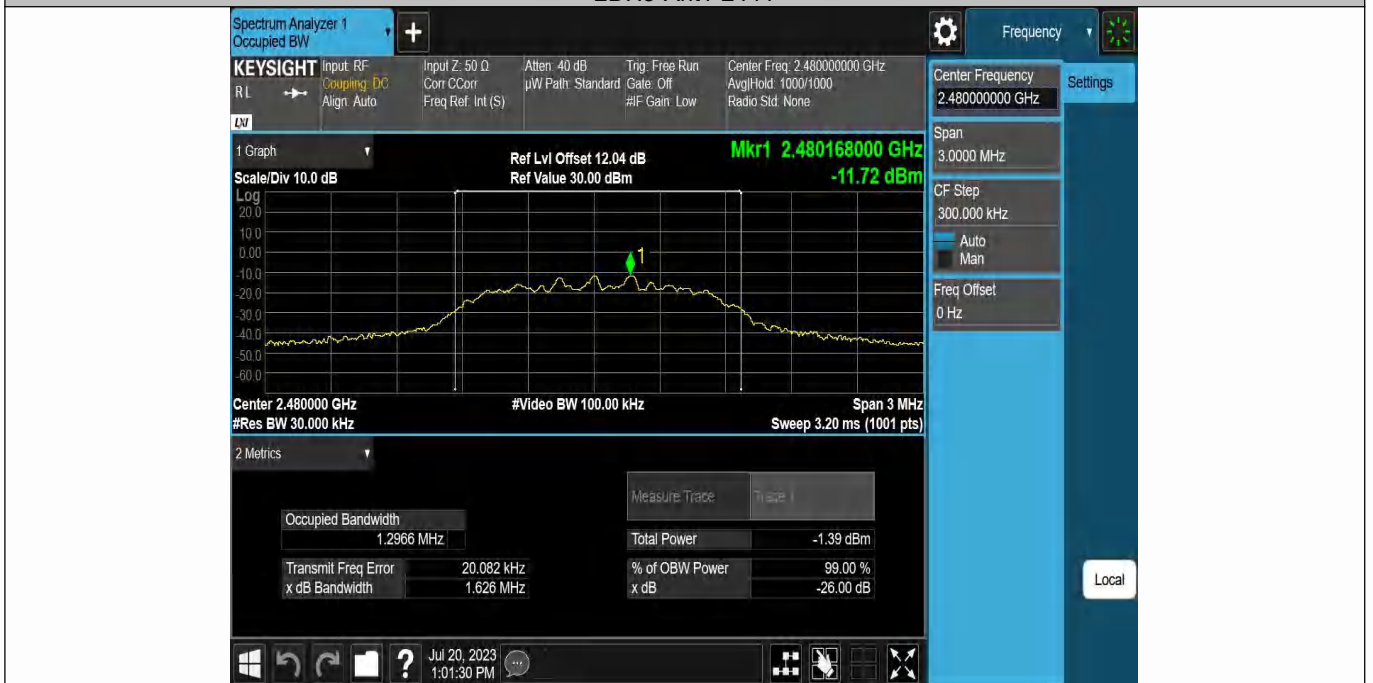 Spectrum Analyzer 1
Occupied BW
+
Frequency
KEYSIGHT
RL
LXI
Input: RF
Coupling: DC
Align: Auto
Input Z: 50 Ω
Corr CCorr
Freq Ref: Int (S)
Atten: 40 dB
µW Path: Standard
Trig: Free Run
Gate: Off
#IF Gain: Low
Center Freq: 2.480000000 GHz
Avg|Hold: 1000/1000
Radio Std: None
Center Frequency
2.480000000 GHz
Settings
Span
3.0000 MHz
CF Step
300.000 kHz
Auto
Man
Freq Offset
0 Hz
Local
1 Graph
Scale/Div 10.0 dB
Ref Lvl Offset 12.04 dB
Ref Value 30.00 dBm
Mkr1 2.480168000 GHz
-11.72 dBm
Log
20.0
10.0
0.00
-10.0
-20.0
-30.0
-40.0
-50.0
-60.0
1
Center 2.480000 GHz
#Video BW 100.00 kHz
Span 3 MHz
#Res BW 30.000 kHz
Sweep 3.20 ms (1001 pts)
2 Metrics
Measure Trace
Trace 1
Occupied Bandwidth
1.2966 MHz
Total Power
-1.39 dBm
Transmit Freq Error
20.082 kHz
% of OBW Power
99.00 %
x dB Bandwidth
1.626 MHz
x dB
-26.00 dB
?
Jul 20, 2023
1:01:30 PM